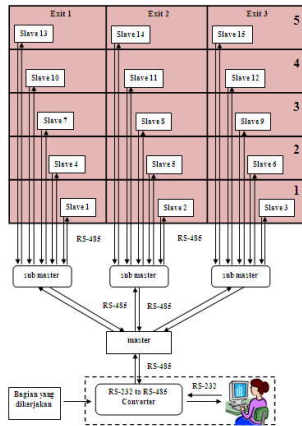 Exit 1
Exit 2
Exit 3
5
Slave 13
Slave 14
Slave 15
4
Slave 10
Slave 11
Slave 12
3
Slave 7
Slave 8
Slave 9
2
Slave 4
Slave 5
Slave 6
1
Slave 1
Slave 2
Slave 3
RS-485
RS-485
sub master
sub master
sub master
RS-485
RS-485
master
RS-485
Bagian yang
dikerjakan
RS-232 to RS-485
Converter
RS-232